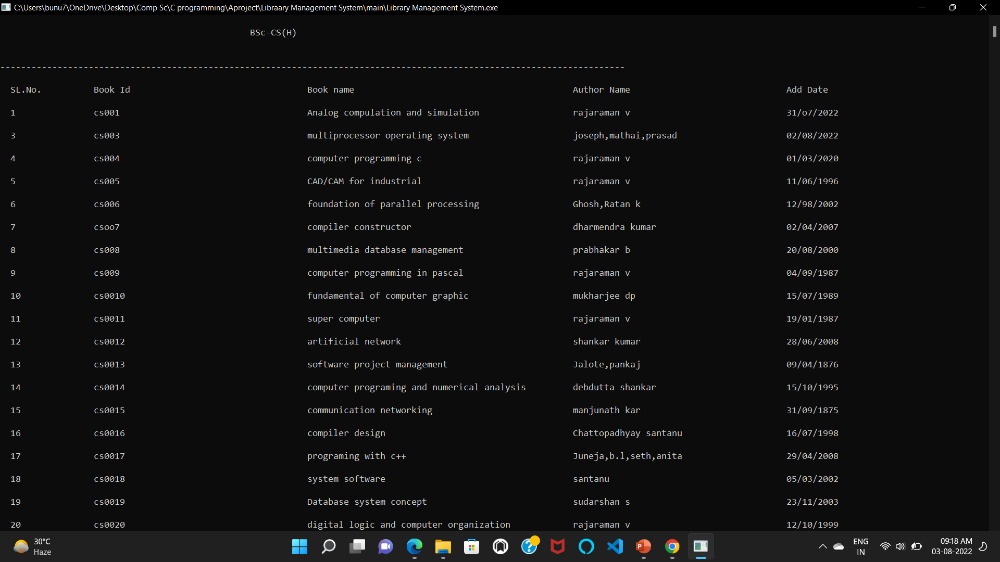 C:\Users\bunu7\OneDrive\Desktop\Comp Sc\C programming\Aproject\Libraary Management System\main\Library Management System.exe
BSc-CS(H)
------------------------------------------------------------------------------------------------------------------------
SL.No. Book Id Book name Author Name Add Date
1 cs001 Analog compulation and simulation rajaraman v 31/o7/2022
3 cs003 multiprocessor operating system joseph,mathai,prasad 02/08/2022
4 cs004 computer programming c rajaraman v 01/03/2020
5 cs005 CAD/CAM for industrial rajaraman v 11/06/1996
6 cs006 foundation of parallel processing Ghosh,Ratan k 12/98/2002
7 csoo7 compiler constructor dharmendra kumar 02/04/2007
8 cs008 multimedia database management prabhakar b 20/08/2000
9 cs009 computer programming in pascal rajaraman v 04/09/1987
10 cs0010 fundamental of computer graphic mukharjee dp 15/07/1989
11 cs0011 super computer rajaraman v 19/01/1987
12 cs0012 artificial network shankar kumar 28/06/2008
13 cs0013 software project management Jalote,pankaj 09/04/1876
14 cs0014 computer programing and numerical analysis debdutta shankar 15/10/1995
15 cs0015 communication networking manjunath kar 31/09/1875
16 cs0016 compiler design Chattopadhyay santanu 16/07/1998
17 cs0017 programing with c++ Juneja,b.l,seth,anita 29/04/2008
18 cs0018 system software santanu 05/03/2002
19 cs0019 Database system concept sudarshan s 23/11/2003
20 cs0020 digital logic and computer organization rajaraman v 12/10/1999
30°C
Haze
ENG
IN
09:18 AM
03-08-2022